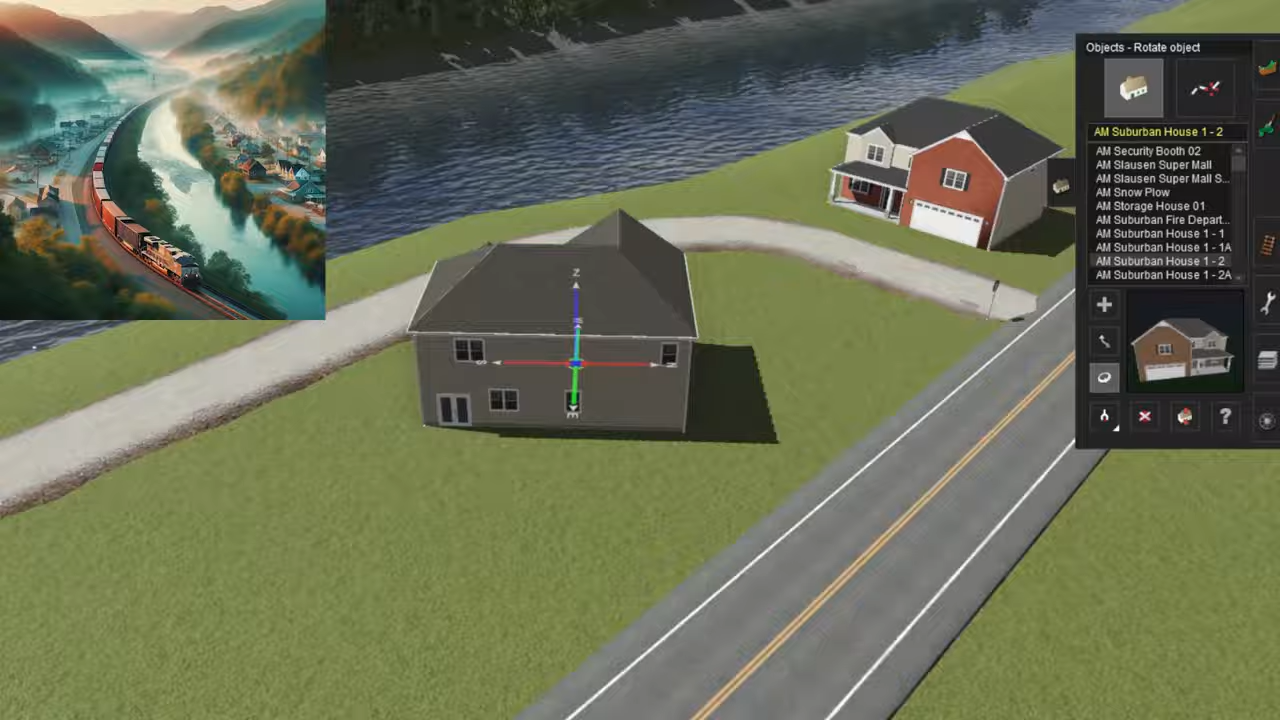 Objects - Rotate object
AM Suburban House 1 - 2
AM Security Booth 02
AM Slausen Super Mall
AM Slausen Super Mall S...
AM Snow Plow
AM Storage House 01
AM Suburban Fire Depart...
AM Suburban House 1 - 1
AM Suburban House 1 - 1A
AM Suburban House 1 - 2
AM Suburban House 1 - 2A
Z
S
N
E
?